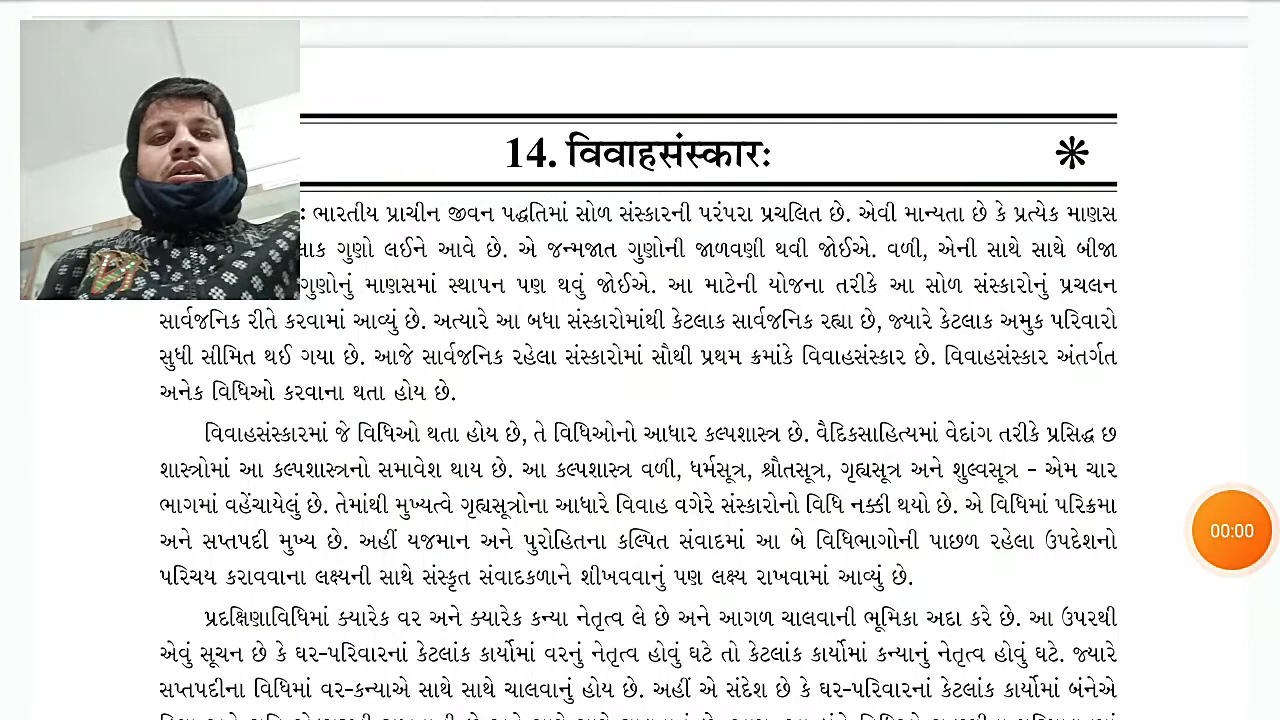 14. विवाहसंस्कारः *
: ભારતીય પ્રાચીન જીવન પદ્ધતિમાં સોળ સંસ્કારની પરંપરા પ્રચલિત છે. એવી માન્યતા છે કે પ્રત્યેક માણસ
ગુણો લઈને આવે છે. એ જન્મજાત ગુણોની જાળવણી થવી જોઈએ. વળી, એની સાથે સાથે બીજા
ગુણોનું માણસમાં સ્થાપન પણ થવું જોઈએ. આ માટેની યોજના તરીકે આ સોળ સંસ્કારોનું પ્રચલન
સાર્વજનિક રીતે કરવામાં આવ્યું છે. અત્યારે આ બધા સંસ્કારોમાંથી કેટલાક સાર્વજનિક રહ્યા છે, જ્યારે કેટલાક અમુક પરિવારો
સુધી સીમિત થઈ ગયા છે. આજે સાર્વજનિક રહેલા સંસ્કારોમાં સૌથી પ્રથમ ક્રમાંકે વિવાહસંસ્કાર છે. વિવાહસંસ્કાર અંતર્ગત
અનેક વિધિઓ કરવાના થતા હોય છે.
વિવાહસંસ્કારમાં જે વિધિઓ થતા હોય છે, તે વિધિઓનો આધાર કલ્પશાસ્ત્ર છે. વૈદિકસાહિત્યમાં વેદાંગ તરીકે પ્રસિદ્ધ છ
શાસ્ત્રોમાં આ કલ્પશાસ્ત્રનો સમાવેશ થાય છે. આ કલ્પશાસ્ત્ર વળી, ધર્મસૂત્ર, શ્રૌતસૂત્ર, ગૃહ્યસૂત્ર અને શુલ્વસૂત્ર - એમ ચાર
ભાગમાં વહેંચાયેલું છે. તેમાંથી મુખ્યત્વે ગૃહ્યસૂત્રોના આધારે વિવાહ વગેરે સંસ્કારોનો વિધિ નક્કી થયો છે. એ વિધિમાં પરિક્રમા
અને સપ્તપદી મુખ્ય છે. અહીં યજમાન અને પુરોહિતના કલ્પિત સંવાદમાં આ બે વિધિભાગોની પાછળ રહેલા ઉપદેશનો
પરિચય કરાવવાના લક્ષ્યની સાથે સંસ્કૃત સંવાદકળાને શીખવવાનું પણ લક્ષ્ય રાખવામાં આવ્યું છે.
પ્રદક્ષિણાવિધિમાં ક્યારેક વર અને ક્યારેક કન્યા નેતૃત્વ લે છે અને આગળ ચાલવાની ભૂમિકા અદા કરે છે. આ ઉપરથી
એવું સૂચન છે કે ઘર-પરિવારનાં કેટલાંક કાર્યોમાં વરનું નેતૃત્વ હોવું ઘટે તો કેટલાંક કાર્યોમાં કન્યાનું નેતૃત્વ હોવું ઘટે. જ્યારે
સપ્તપદીના વિધિમાં વર-કન્યાએ સાથે સાથે ચાલવાનું હોય છે. અહીં એ સંદેશ છે કે ઘર-પરિવારનાં કેટલાંક કાર્યોમાં બંનેએ
00:00